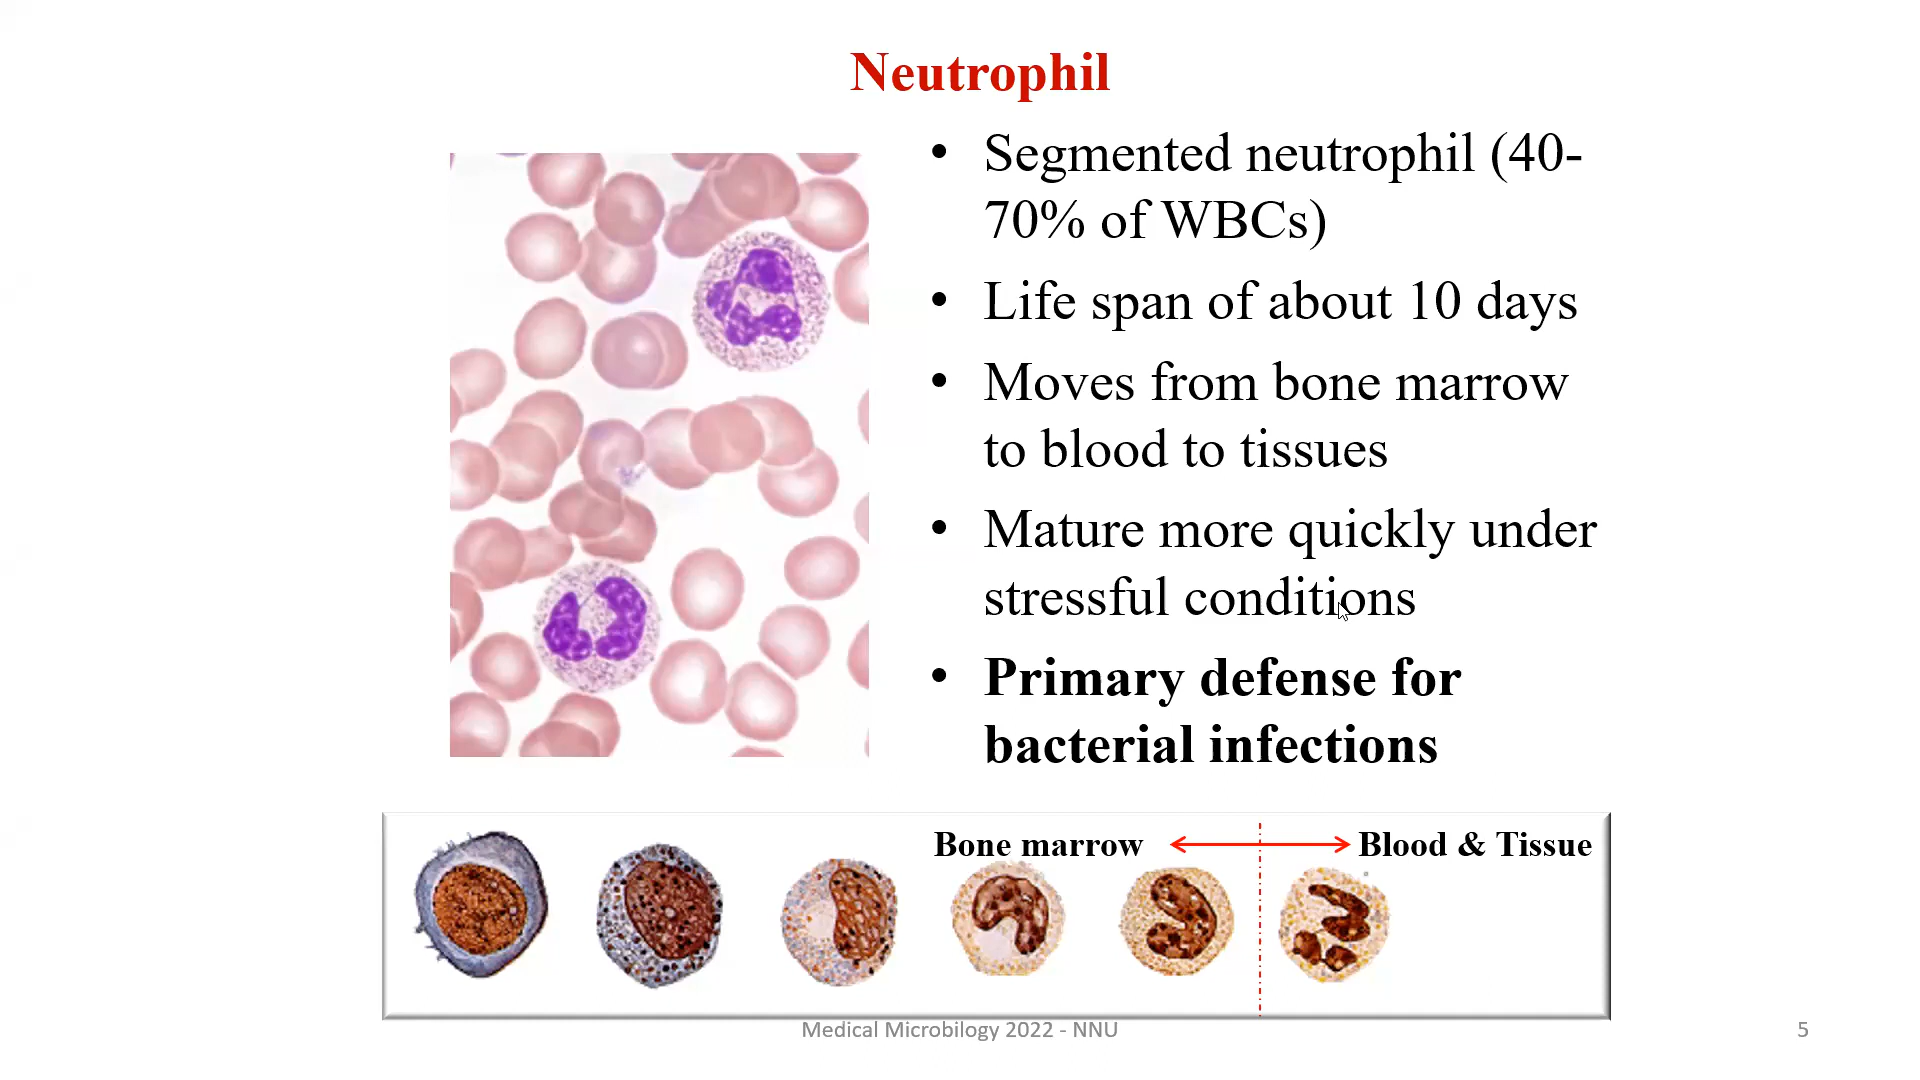 Neutrophil
• Segmented neutrophil (40-
70% of WBCs)
• Life span of about 10 days
• Moves from bone marrow
to blood to tissues
• Mature more quickly under
stressful conditions
• Primary defense for
bacterial infections
Bone marrow
Blood & Tissue
Medical Microbilogy 2022 - NNU
5